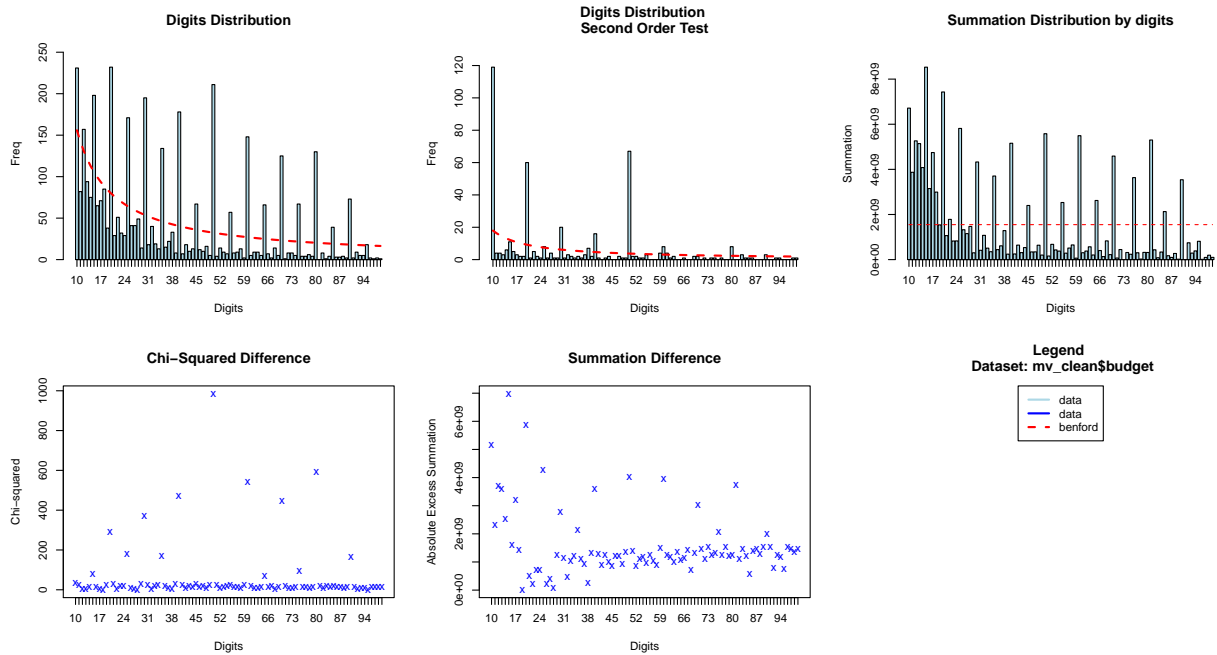 Digits Distribution
250
200
150
100
50
0
Freq
10 17 24 31 38 45 52 59 66 73 80 87 94
Digits
Digits Distribution
Second Order Test
120
100
80
60
40
20
0
Freq
10 17 24 31 38 45 52 59 66 73 80 87 94
Digits
Summation Distribution by digits
8e+09
6e+09
4e+09
2e+09
0e+00
Summation
10 17 24 31 38 45 52 59 66 73 80 87 94
Digits
Chi−Squared Difference
1000
800
600
400
200
0
Chi−squared
10 17 24 31 38 45 52 59 66 73 80 87 94
Digits
Summation Difference
6e+09
4e+09
2e+09
0e+00
Absolute Excess Summation
10 17 24 31 38 45 52 59 66 73 80 87 94
Digits
Legend
Dataset: mv_clean$budget
data
data
benford